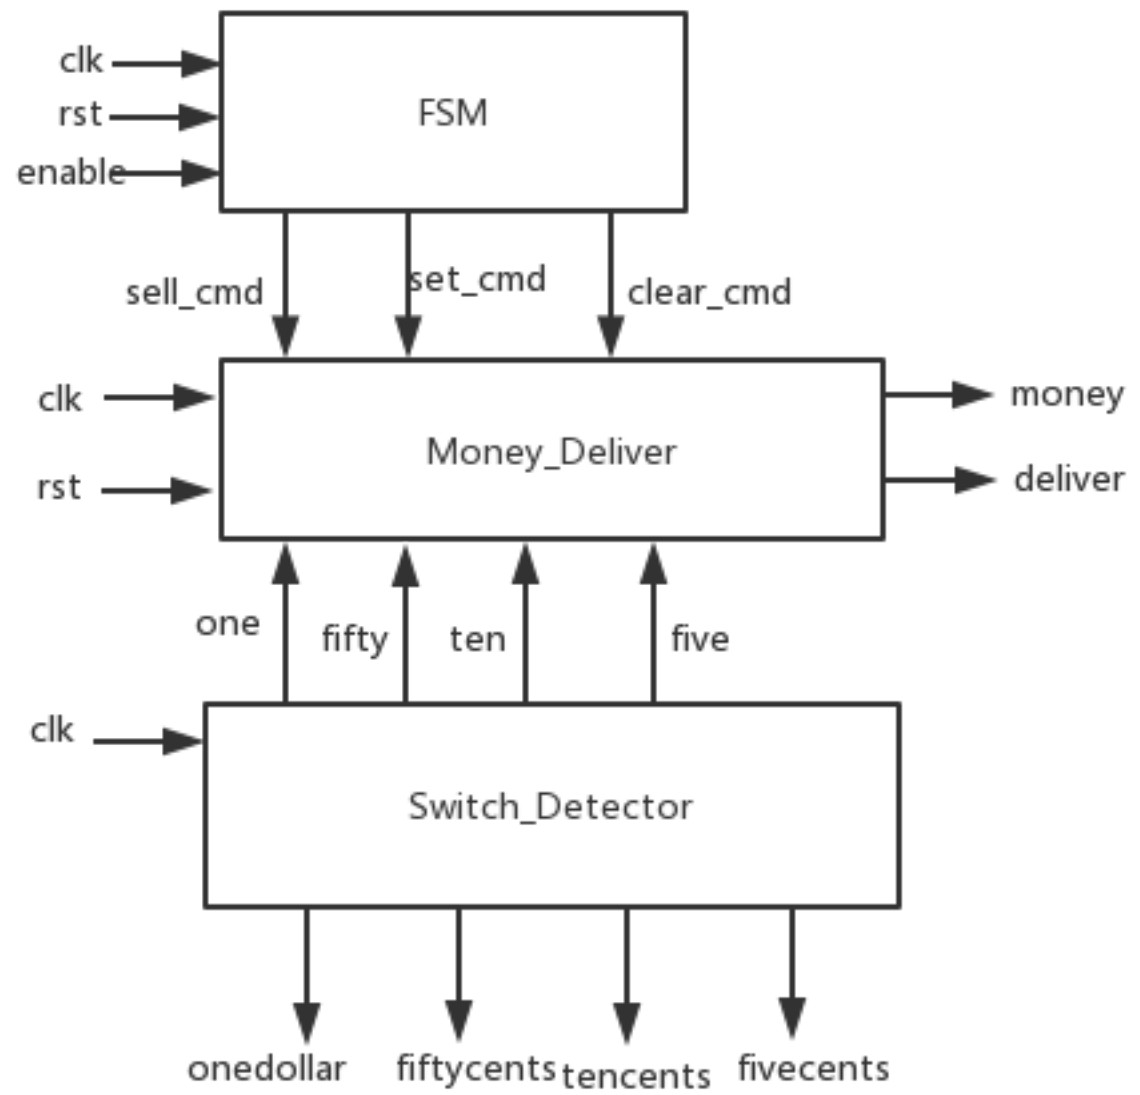 clk
FSM
rst
enable
sell_cmd
set_cmd
clear_cmd
clk
money
Money_Deliver
rst
deliver
one
fifty
ten
five
clk
Switch_Detector
onedollar
fiftycents
tencents
fivecents